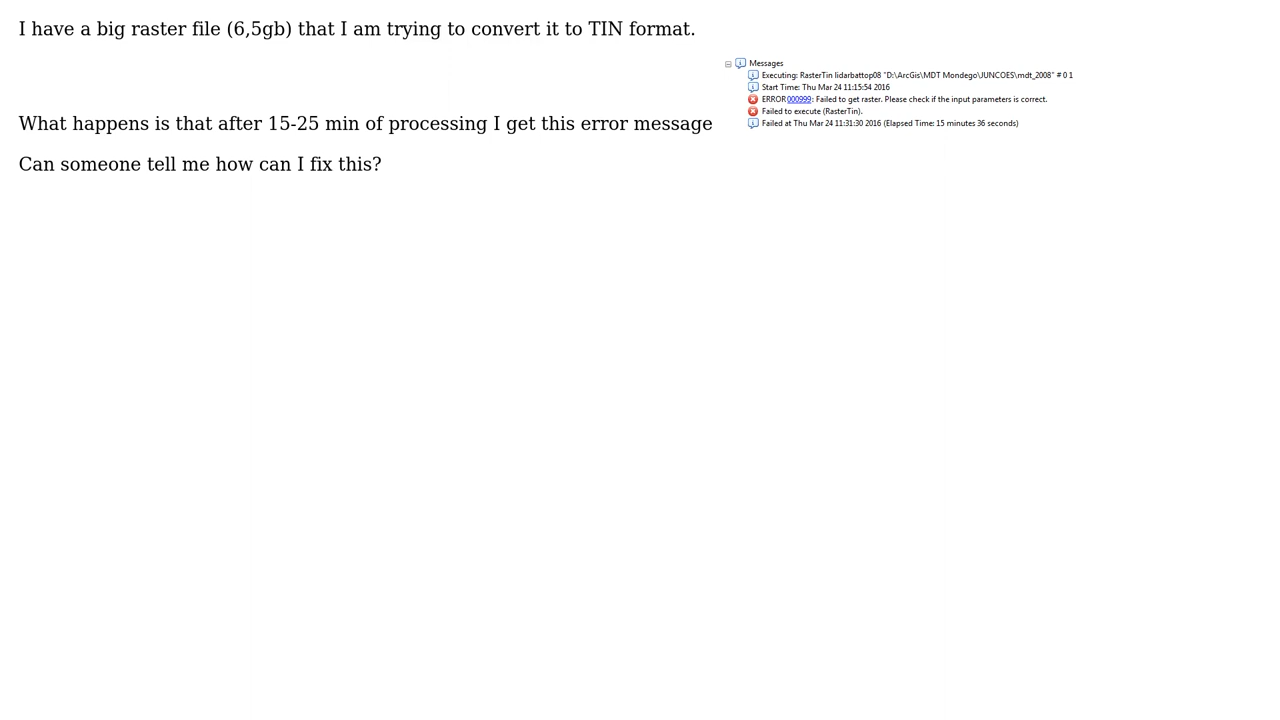 I have a big raster file (6,5gb) that I am trying to convert it to TIN format.
Messages
Executing: RasterTin lidarbattop08 "D:\ArcGis\MDT Mondego\JUNCOES\mdt_2008" # 0 1
Start Time: Thu Mar 24 11:15:54 2016
ERROR 000999: Failed to get raster. Please check if the input parameters is correct.
Failed to execute (RasterTin).
Failed at Thu Mar 24 11:31:30 2016 (Elapsed Time: 15 minutes 36 seconds)
What happens is that after 15-25 min of processing I get this error message
Can someone tell me how can I fix this?